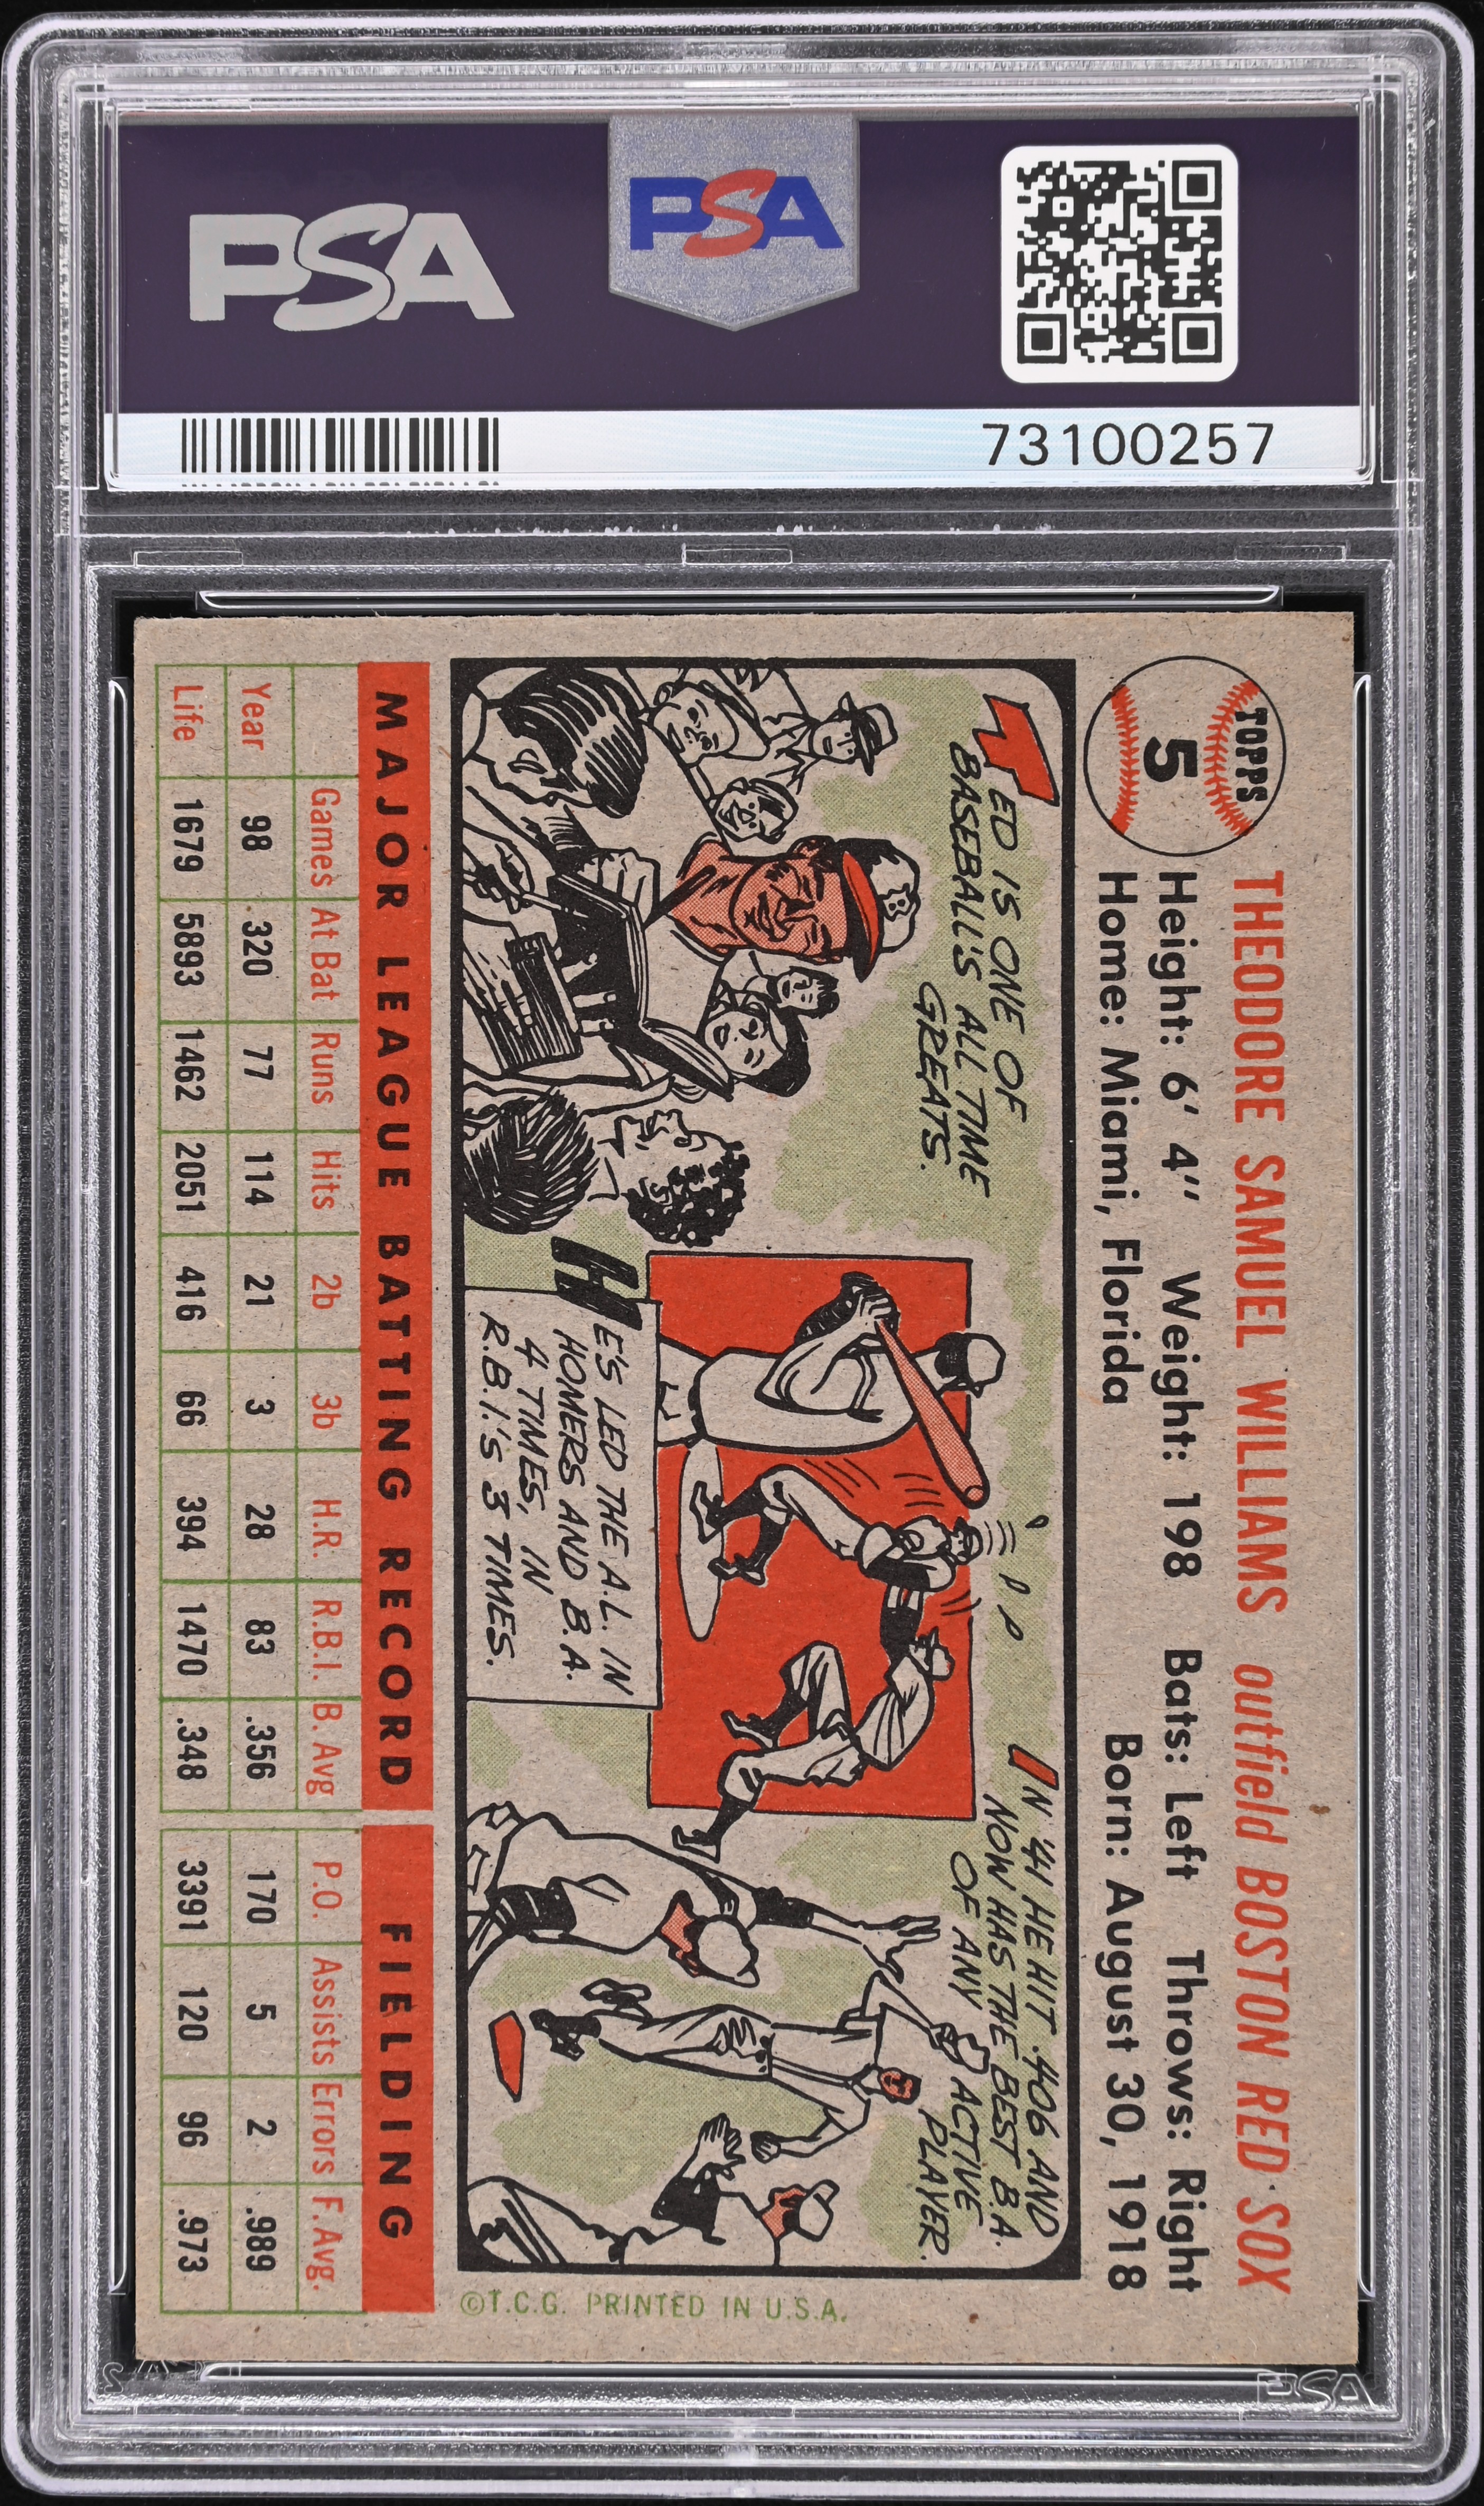 PSA
PSA
73100257
TOPPS
5
THEODORE SAMUEL WILLIAMS outfield BOSTON RED SOX
Height: 6' 4" Weight: 198 Bats: Left Throws: Right
Home: Miami, Florida Born: August 30, 1918
TED IS ONE OF
BASEBALL'S ALL TIME
GREATS.
HE'S LED THE A.L. IN
HOMERS AND B.A.
4 TIMES, IN
R.B.I.'S 3 TIMES.
IN '41 HE HIT .406 AND
NOW HAS THE BEST B.A.
OF ANY ACTIVE
PLAYER.
MAJOR LEAGUE BATTING RECORD FIELDING
Games At Bat Runs Hits 2b 3b H.R. R.B.I. B. Avg P.O. Assists Errors F. Avg.
Year 98 320 77 114 21 3 28 83 .356 170 5 2 .989
Life 1679 5893 1462 2051 416 66 394 1470 .348 3391 120 96 .973
©T.C.G. PRINTED IN U.S.A.
PSA
PSA